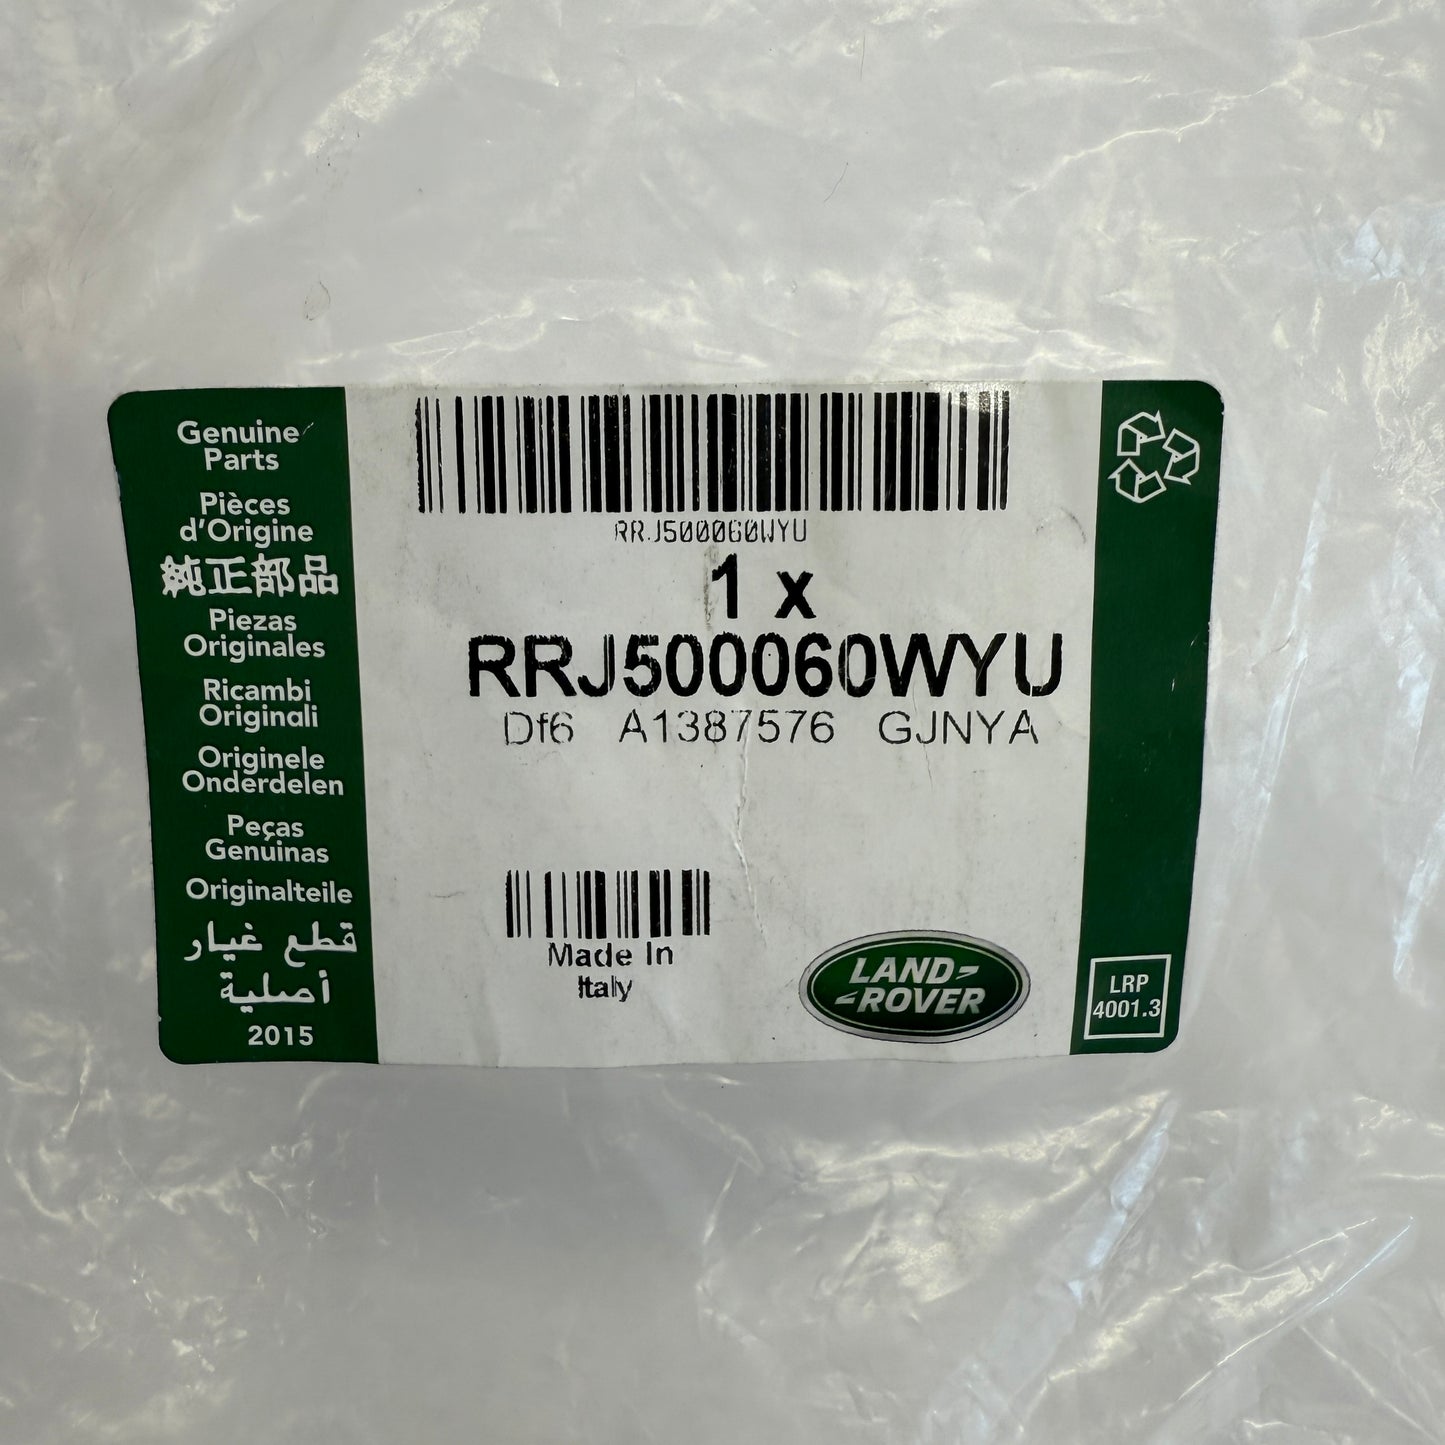 Genuine
Parts
Pièces
d'Origine
純正部品
Piezas
Originales
Ricambi
Originali
Originele
Onderdelen
Peças
Genuinas
Originalteile
قطع غيار
أصلية
2015
RRJ500060WYU
1 x
RRJ500060WYU
Df6 A1387576 GJNYA
Made In
Italy
LAND-
-ROVER
LRP
4001.3